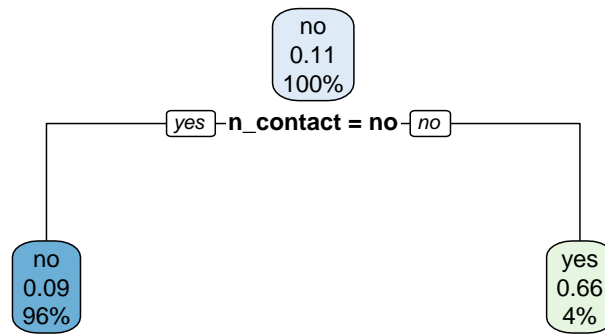 no
0.11
100%
yes n_contact = no no
no
0.09
96%
yes
0.66
4%